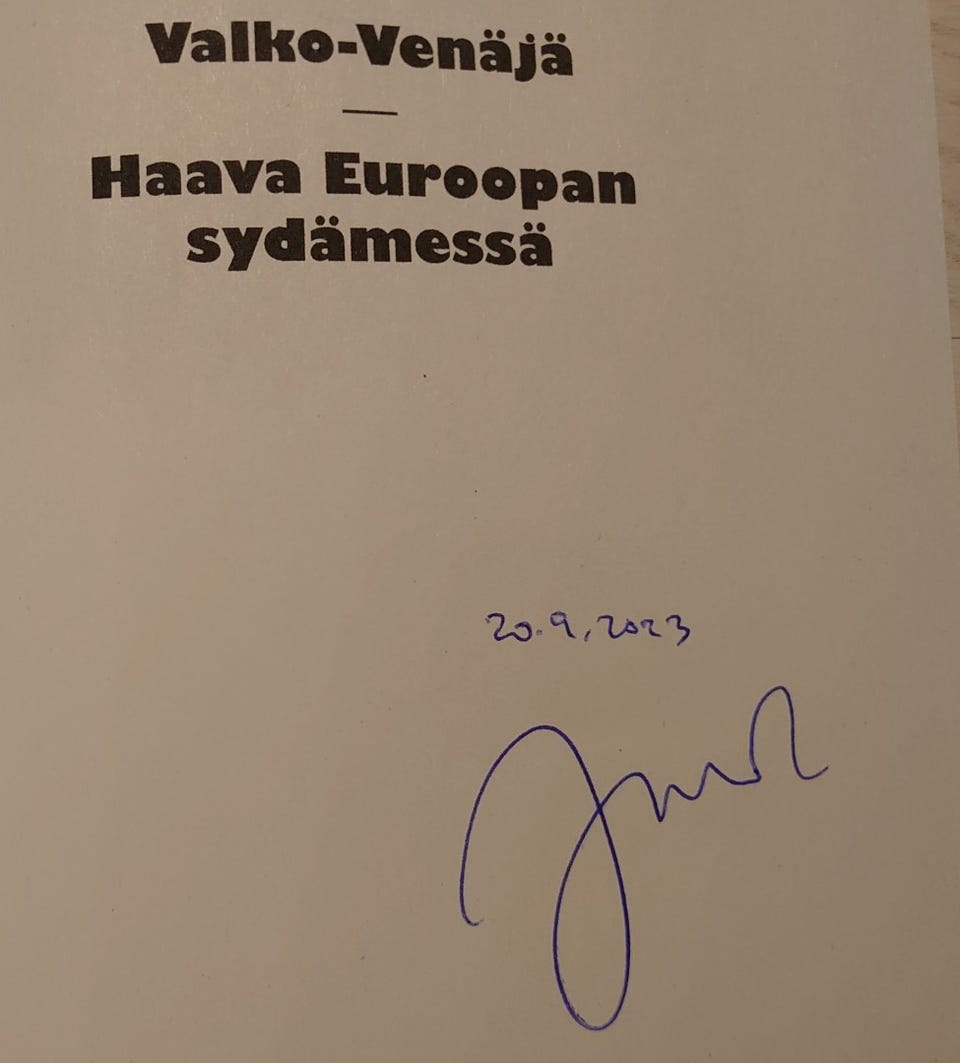 Valko-Venäjä
—
Haava Euroopan
sydämessä
20.9.2023